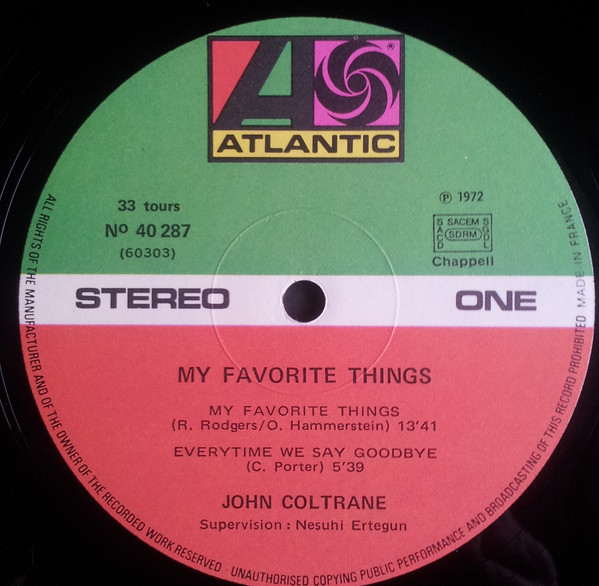 ATLANTIC
®
33 tours
Nº 40 287
(60303)
℗ 1972
SACEM
SACD
SDRM
SGDL
Chappell
STEREO
ONE
MY FAVORITE THINGS
MY FAVORITE THINGS
(R. Rodgers/O. Hammerstein) 13'41
EVERYTIME WE SAY GOODBYE
(C. Porter) 5'39
JOHN COLTRANE
Supervision : Nesuhi Ertegun
ALL RIGHTS OF THE MANUFACTURER AND OF THE OWNER OF THE RECORDED WORK RESERVED - UNAUTHORISED COPYING PUBLIC PERFORMANCE AND BROADCASTING OF THIS RECORD PROHIBITED MADE IN FRANCE